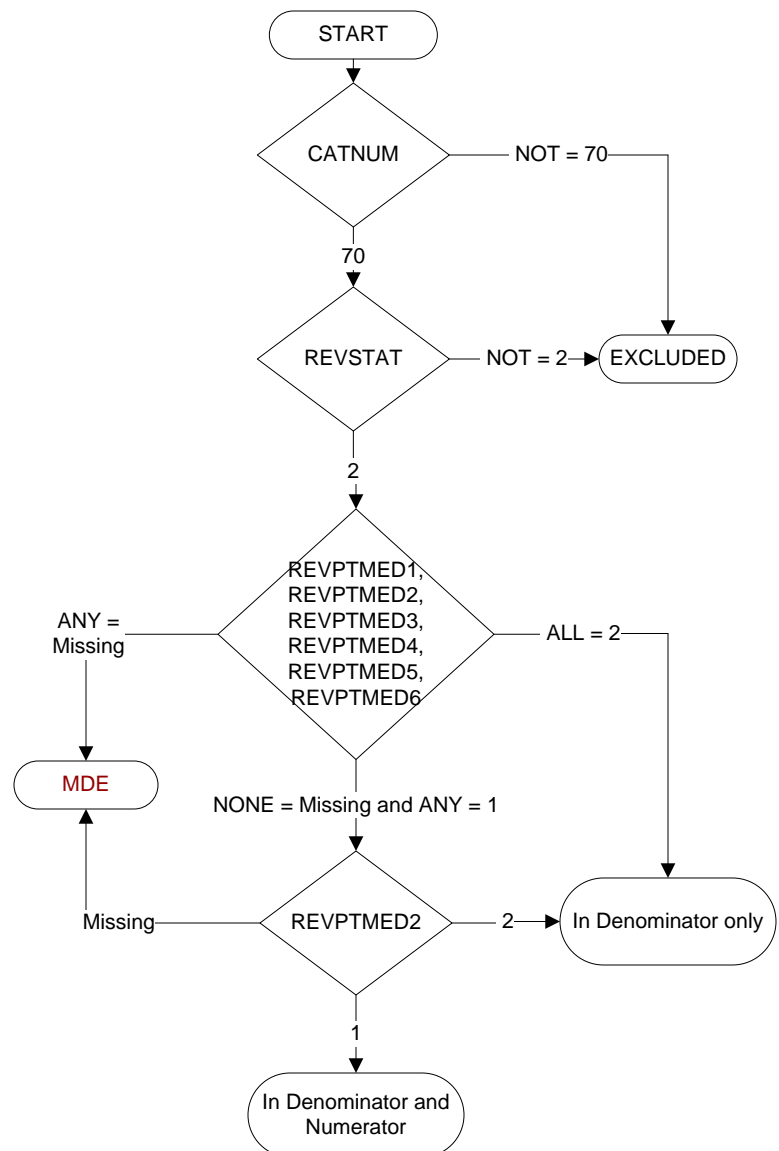 START
CATNUM
NOT = 70
70
REVSTAT
NOT = 2
EXCLUDED
2
REVPTMED1,
REVPTMED2,
REVPTMED3,
REVPTMED4,
REVPTMED5,
REVPTMED6
ANY =
Missing
ALL = 2
MDE
NONE = Missing and ANY = 1
Missing
REVPTMED2
2
In Denominator only
1
In Denominator and
Numerator